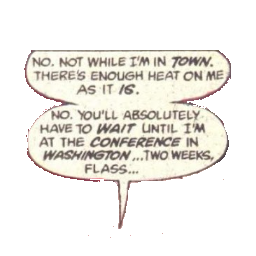 NO. NOT WHILE I'M IN TOWN.
THERE'S ENOUGH HEAT ON ME
AS IT IS.
NO. YOU'LL ABSOLUTELY
HAVE TO WAIT UNTIL I'M
AT THE CONFERENCE IN
WASHINGTON...TWO WEEKS,
FLASS...